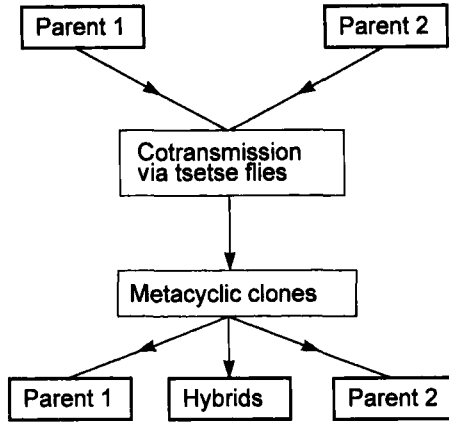 Parent 1
Parent 2
Cotransmission
via tsetse flies
Metacyclic clones
Parent 1
Hybrids
Parent 2